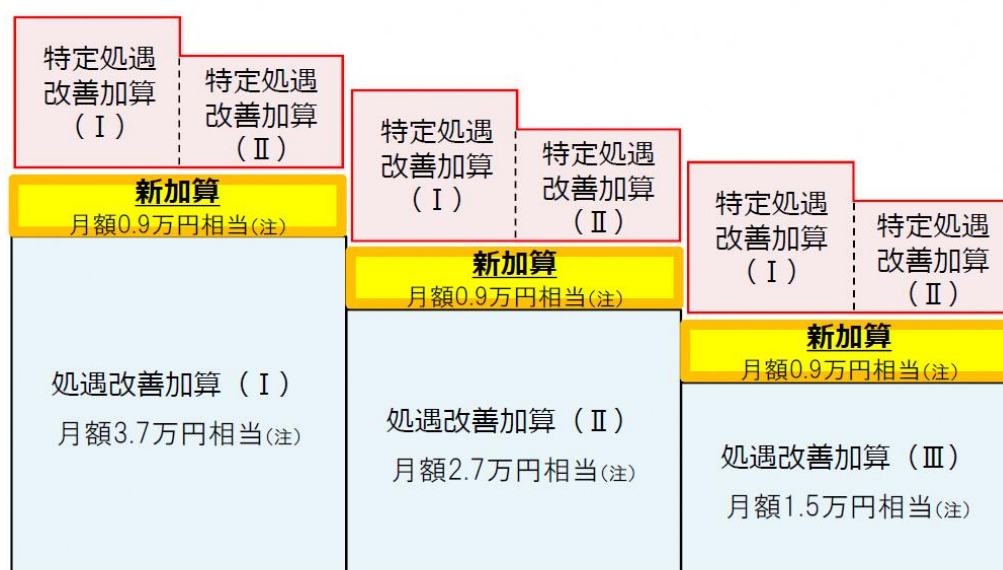 特定処遇
改善加算
（Ⅰ）
特定処遇
改善加算
（Ⅱ）
新加算
月額0.9万円相当(注)
処遇改善加算（Ⅰ）
月額3.7万円相当(注)
特定処遇
改善加算
（Ⅰ）
特定処遇
改善加算
（Ⅱ）
新加算
月額0.9万円相当(注)
処遇改善加算（Ⅱ）
月額2.7万円相当(注)
特定処遇
改善加算
（Ⅰ）
特定処遇
改善加算
（Ⅱ）
新加算
月額0.9万円相当(注)
処遇改善加算（Ⅲ）
月額1.5万円相当(注)